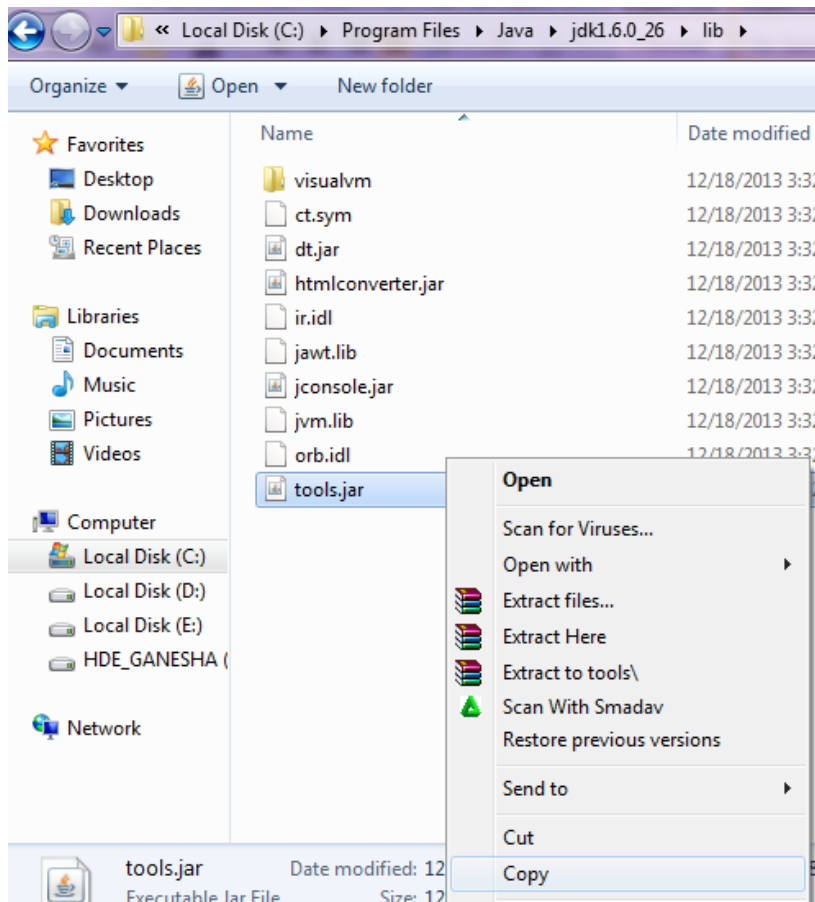 « Local Disk (C:) ▸ Program Files ▸ Java ▸ jdk1.6.0_26 ▸ lib ▸
Organize Open New folder
Name Date modified
Favorites
Desktop
Downloads
Recent Places
Libraries
Documents
Music
Pictures
Videos
Computer
Local Disk (C:)
Local Disk (D:)
Local Disk (E:)
HDE_GANESHA (
Network
visualvm 12/18/2013 3:32
ct.sym 12/18/2013 3:32
dt.jar 12/18/2013 3:32
htmlconverter.jar 12/18/2013 3:32
ir.idl 12/18/2013 3:32
jawt.lib 12/18/2013 3:32
jconsole.jar 12/18/2013 3:32
jvm.lib 12/18/2013 3:32
orb.idl 12/18/2013 3:32
tools.jar
Open
Scan for Viruses...
Open with
Extract files...
Extract Here
Extract to tools\
Scan With Smadav
Restore previous versions
Send to
Cut
Copy
tools.jar Date modified: 12
Executable Jar File Size: 12